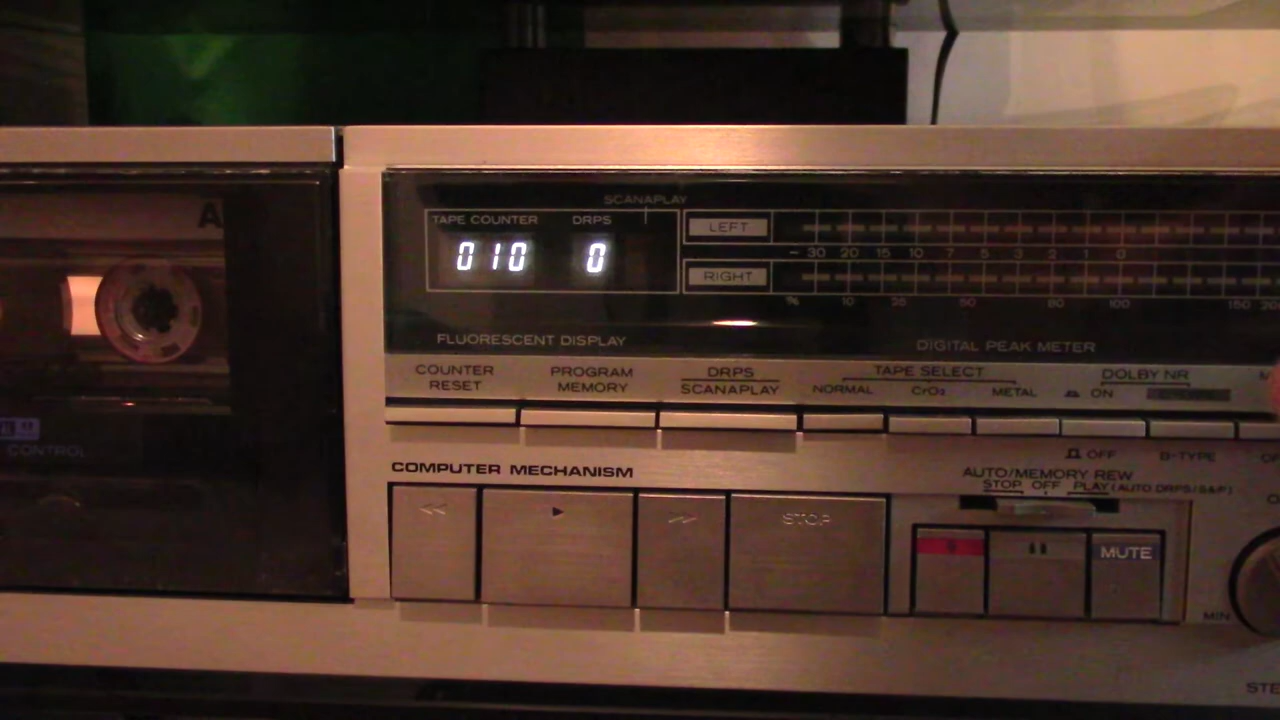 A
CONTROL
SCANAPLAY
TAPE COUNTER DRPS
010 0
LEFT
– 30 20 15 10 7 5 3 2 1 0
RIGHT
% 10 25 50 80 100 150
FLUORESCENT DISPLAY
DIGITAL PEAK METER
COUNTER RESET
PROGRAM MEMORY
DRPS
SCANAPLAY
TAPE SELECT
NORMAL CrO₂ METAL
DOLBY NR
ON
OFF
B-TYPE
COMPUTER MECHANISM
AUTO/MEMORY REW
STOP OFF PLAY (AUTO DRPS/S&P)
<< ▶ >> STOP
MUTE
MIN